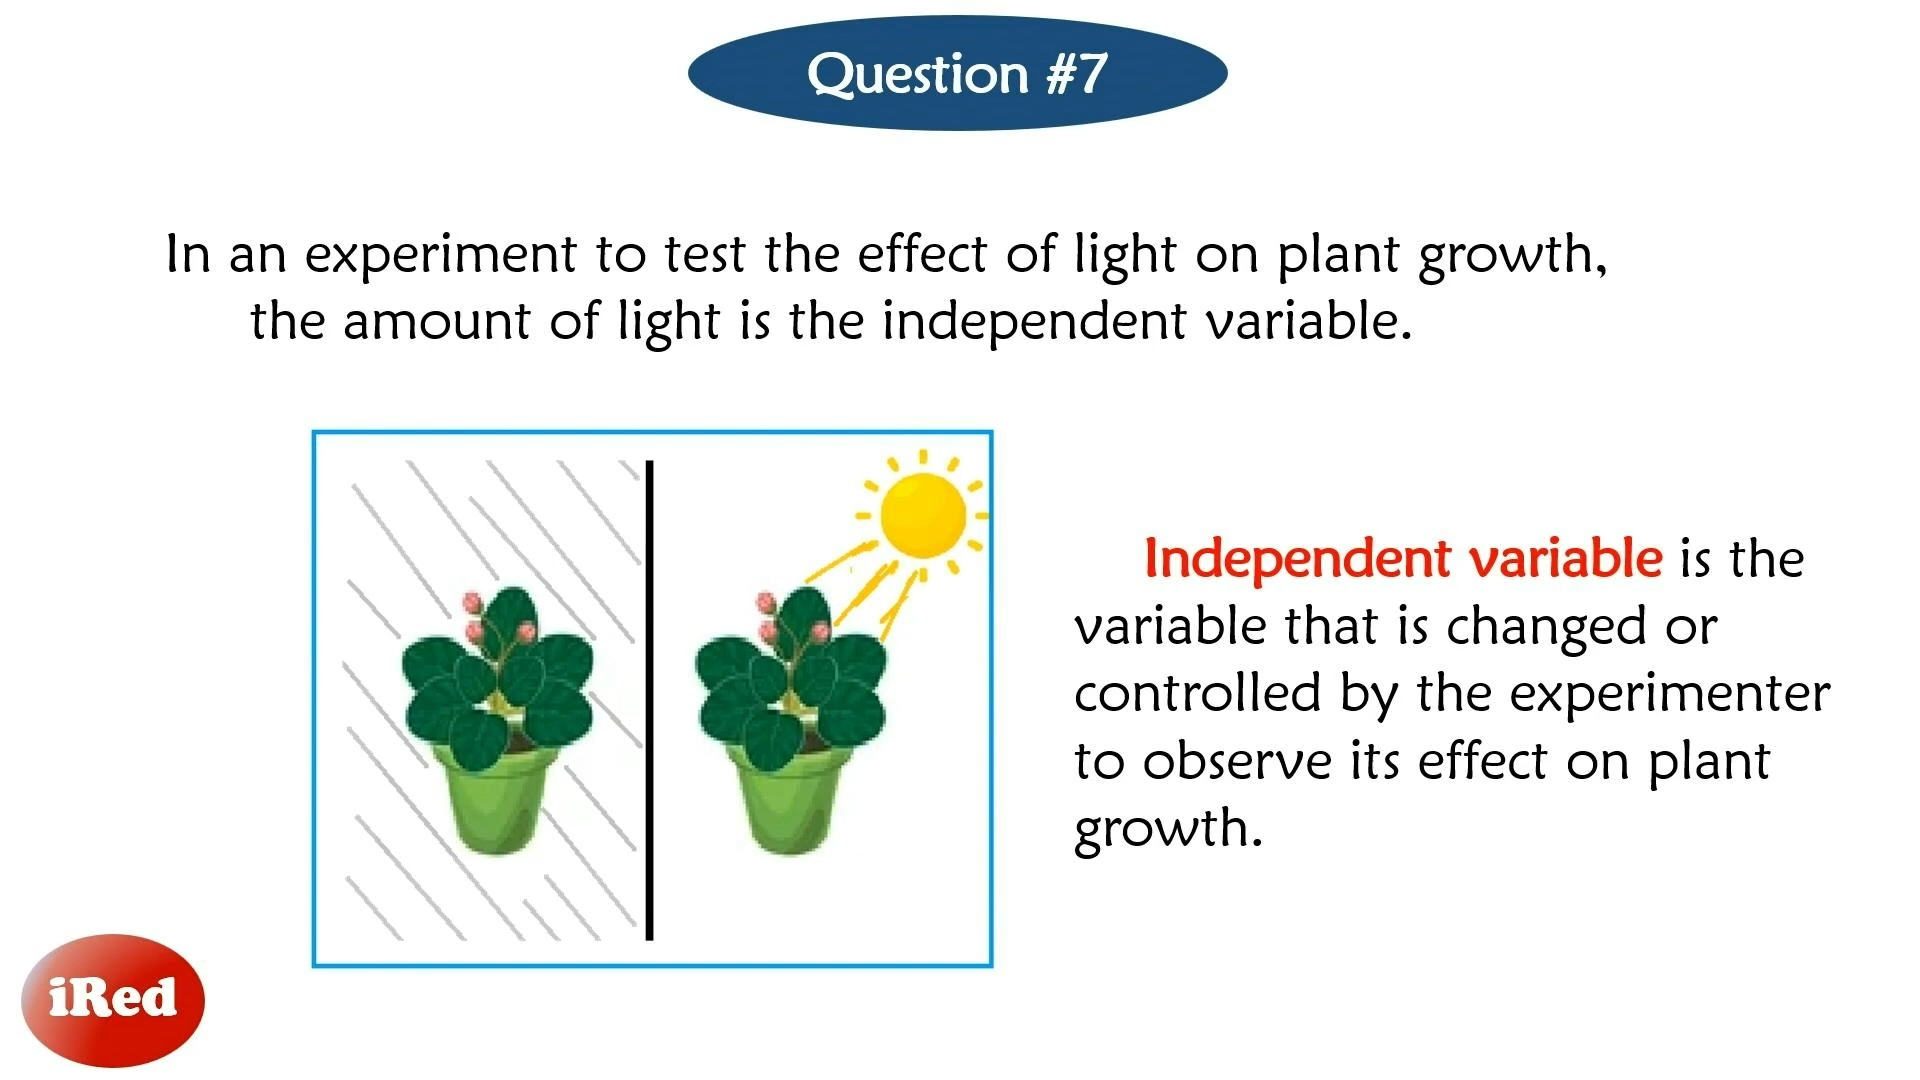 Question #7
In an experiment to test the effect of light on plant growth,
the amount of light is the independent variable.
Independent variable is the
variable that is changed or
controlled by the experimenter
to observe its effect on plant
growth.
iRed